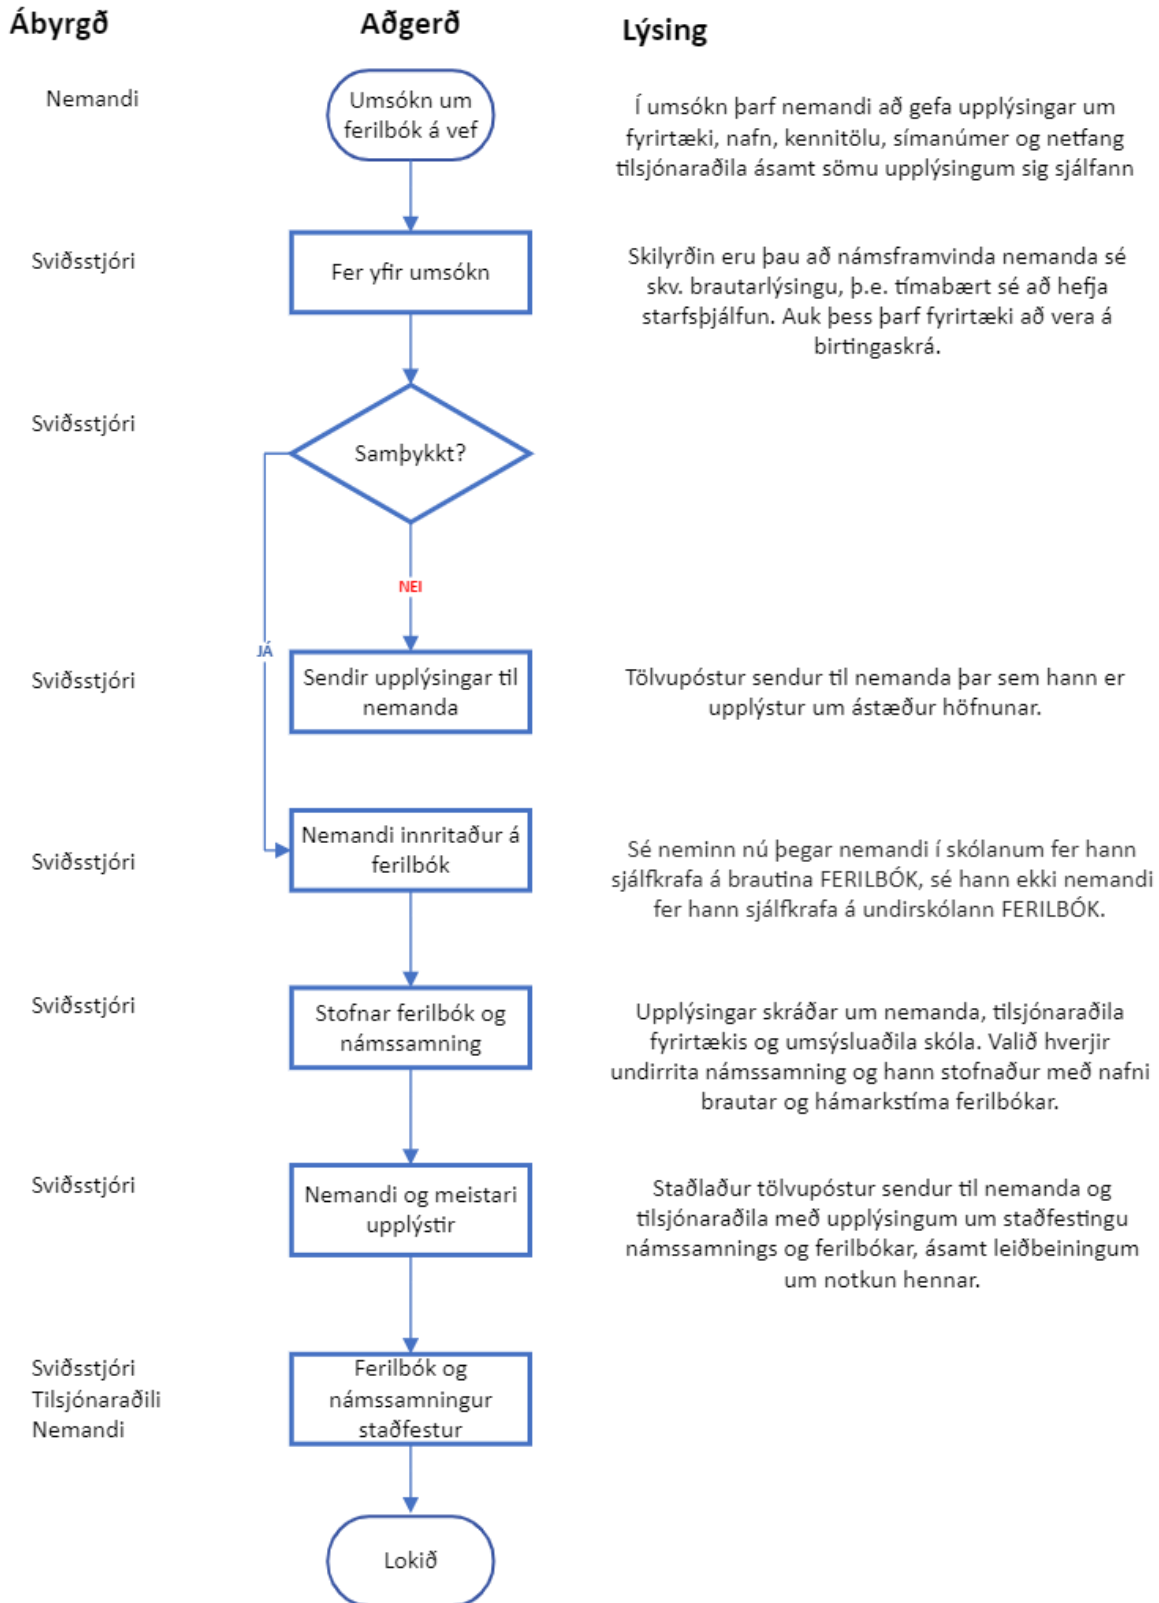 Ábyrgð
Aðgerð
Lýsing
Nemandi
Umsókn um
ferilbók á vef
Í umsókn þarf nemandi að gefa upplýsingar um
fyrirtæki, nafn, kennitölu, símanúmer og netfang
tilsjónaraðila ásamt sömu upplýsingum sig sjálfann
Sviðsstjóri
Fer yfir umsókn
Skilyrðin eru þau að námsframvinda nemanda sé
skv. brautarlýsingu, þ.e. tímabært sé að hefja
starfsþjálfun. Auk þess þarf fyrirtæki að vera á
birtingaskrá.
Sviðsstjóri
Samþykkt?
NEI
JÁ
Sviðsstjóri
Sendir upplýsingar til
nemanda
Tölvupóstur sendur til nemanda þar sem hann er
upplýstur um ástæður höfnunar.
Sviðsstjóri
Nemandi innritaður á
ferilbók
Sé neminn nú þegar nemandi í skólanum fer hann
sjálfkrafa á brautina FERILBÓK, sé hann ekki nemandi
fer hann sjálfkrafa á undirskólann FERILBÓK.
Sviðsstjóri
Stofnar ferilbók og
námssamning
Upplýsingar skráðar um nemanda, tilsjónaraðila
fyrirtækis og umsýsluaðila skóla. Valið hverjir
undirrita námssamning og hann stofnaður með nafni
brautar og hámarkstíma ferilbókar.
Sviðsstjóri
Nemandi og meistari
upplýstir
Staðlaður tölvupóstur sendur til nemanda og
tilsjónaraðila með upplýsingum um staðfestingu
námssamnings og ferilbókar, ásamt leiðbeiningum
um notkun hennar.
Sviðsstjóri
Tilsjónaraðili
Nemandi
Ferilbók og
námssamningur
staðfestur
Lokið